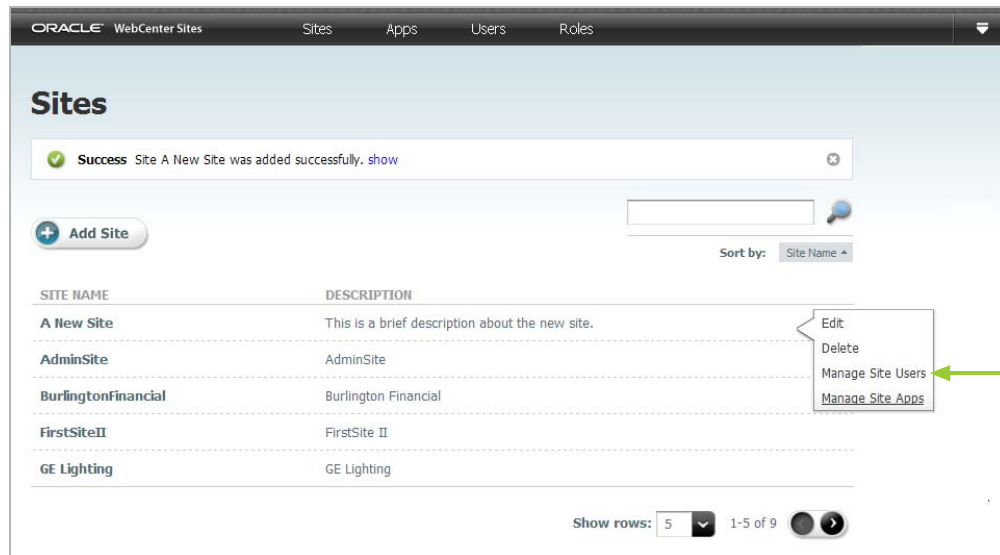 ORACLE WebCenter Sites Sites Apps Users Roles
Sites
Success Site A New Site was added successfully. show
Add Site
Sort by: Site Name
SITE NAME DESCRIPTION
A New Site This is a brief description about the new site.
Edit
Delete
Manage Site Users
Manage Site Apps
AdminSite AdminSite
BurlingtonFinancial Burlington Financial
FirstSiteII FirstSite II
GE Lighting GE Lighting
Show rows: 5 1-5 of 9